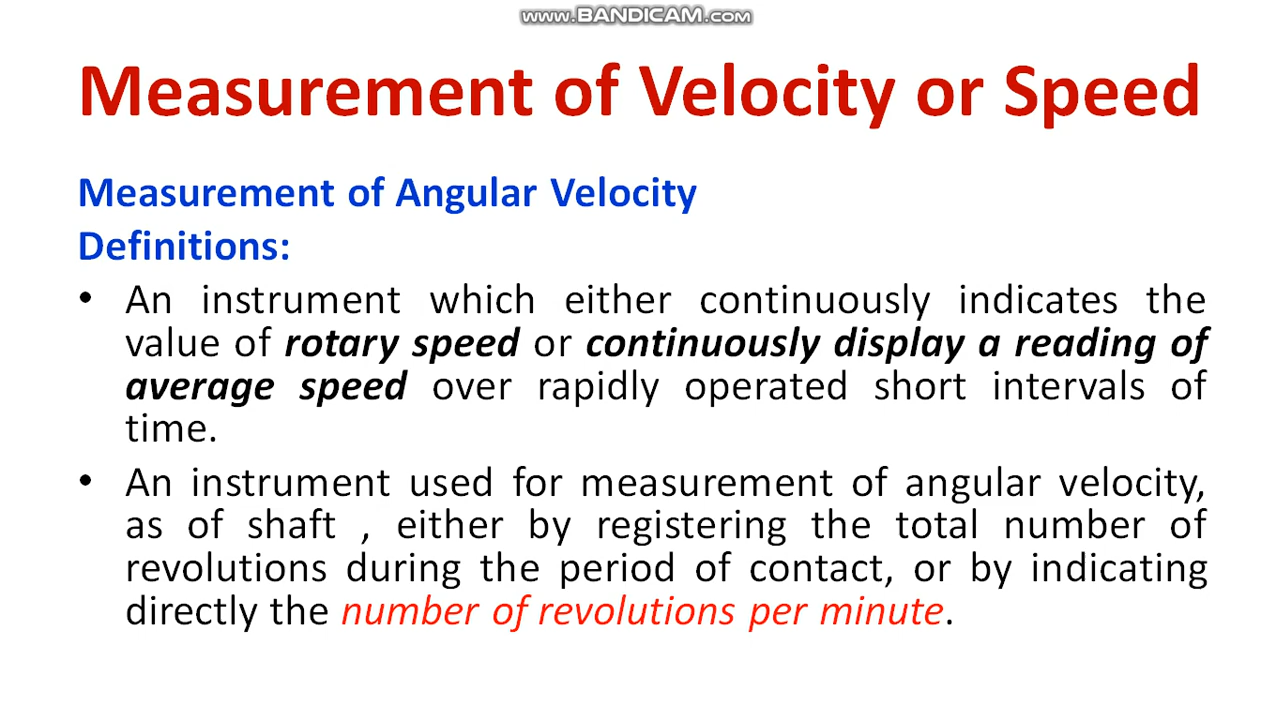 www.BANDICAM.com
Measurement of Velocity or Speed
Measurement of Angular Velocity
Definitions:
• An instrument which either continuously indicates the
value of rotary speed or continuously display a reading of
average speed over rapidly operated short intervals of
time.
• An instrument used for measurement of angular velocity,
as of shaft , either by registering the total number of
revolutions during the period of contact, or by indicating
directly the number of revolutions per minute.